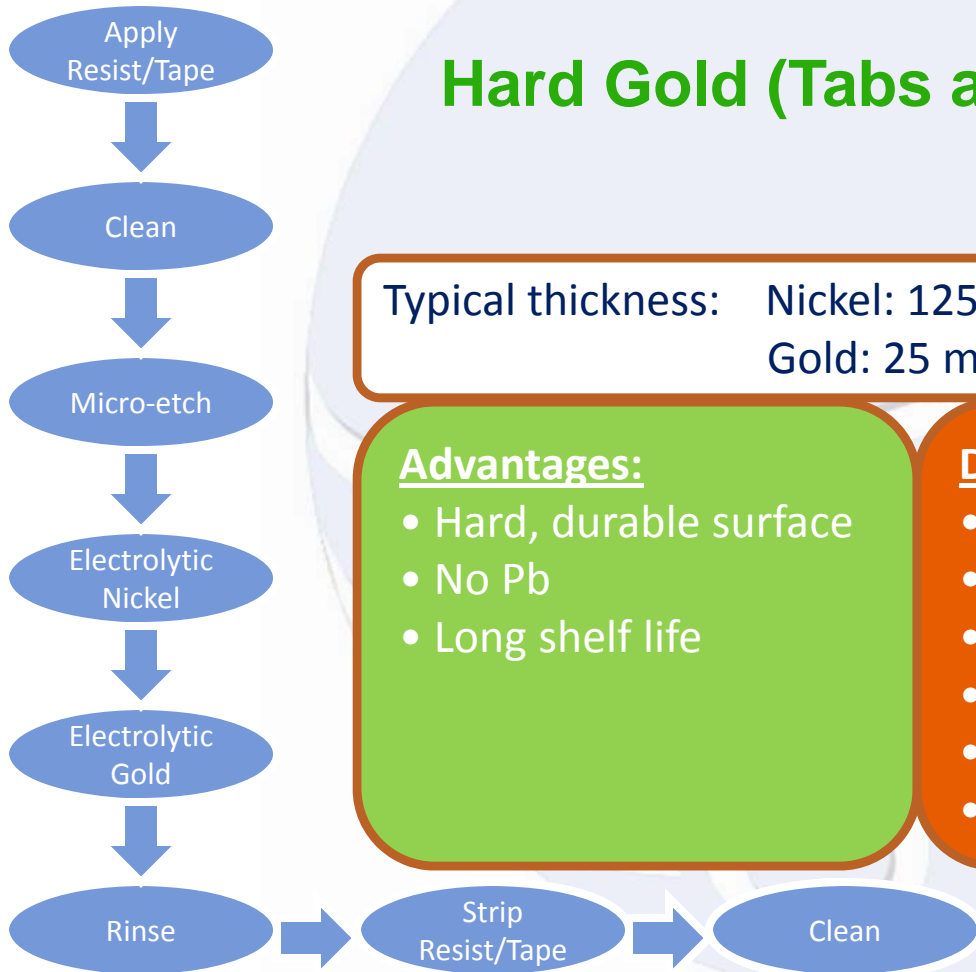 Apply
Resist/Tape
Hard Gold (Tabs a
Clean
Typical thickness: Nickel: 125
Gold: 25 m
Micro-etch
Advantages:
• Hard, durable surface
• No Pb
• Long shelf life
D
•
•
•
•
•
•
Electrolytic
Nickel
Electrolytic
Gold
Rinse
Strip
Resist/Tape
Clean